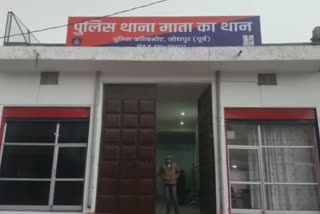 पुलिस थाना माता का थान
पुलिस कमिश्नरेट, जोधपुर (पूर्व)